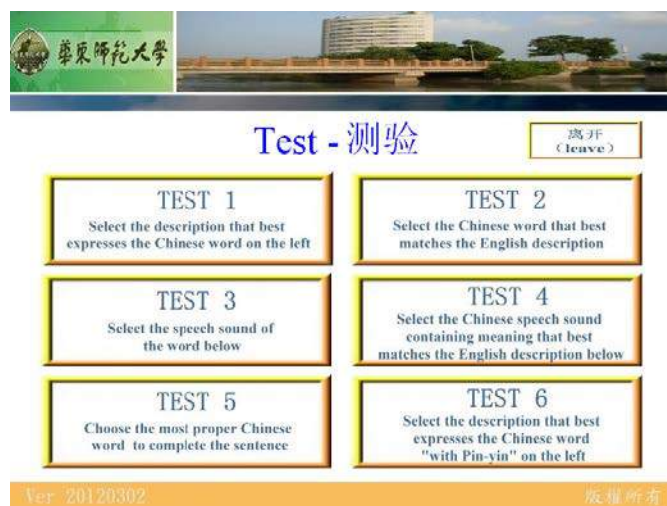 華東师范大学
Test - 测验
离开
(leave)
TEST 1
Select the description that best
expresses the Chinese word on the left
TEST 2
Select the Chinese word that best
matches the English description
TEST 3
Select the speech sound of
the word below
TEST 4
Select the Chinese speech sound
containing meaning that best
matches the English description below
TEST 5
Choose the most proper Chinese
word to complete the sentence
TEST 6
Select the description that best
expresses the Chinese word
"with Pin-yin" on the left
Ver 20120302
版權所有